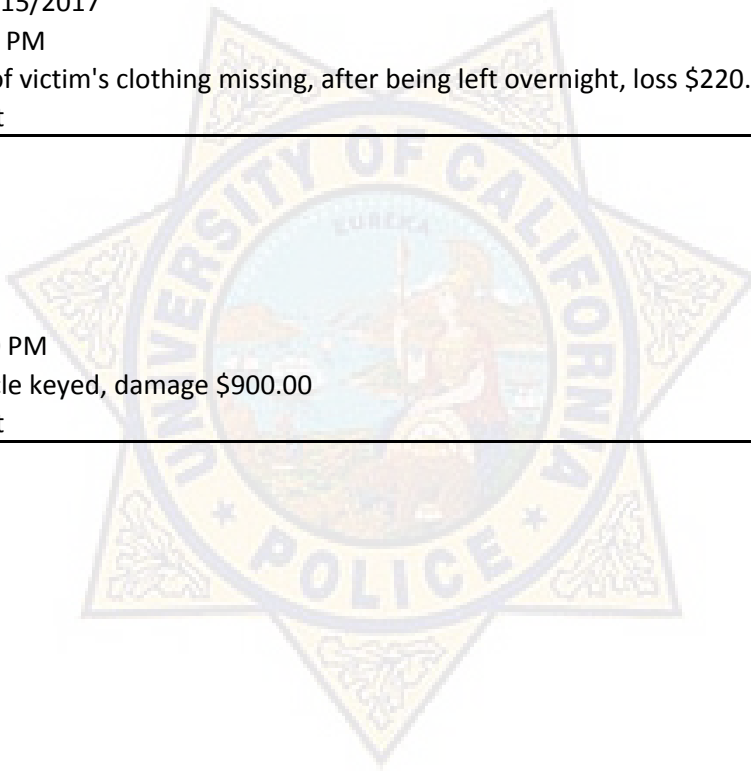 15/2017
PM
of victim's clothing missing, after being left overnight, loss $220.
t
PM
le keyed, damage $900.00
t
UNIVERSITY OF CALIFORNIA
EUREKA
POLICE